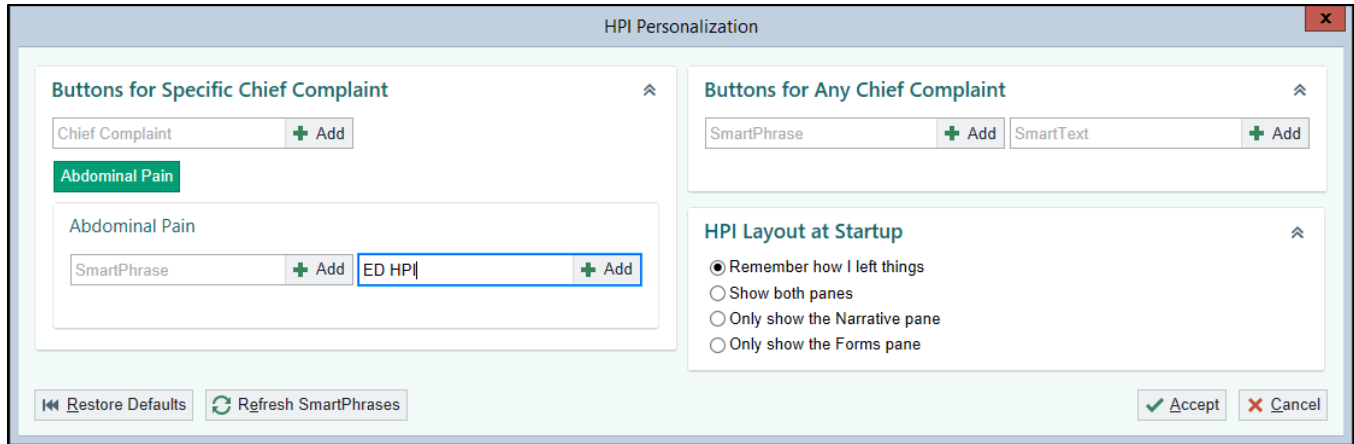 HPI Personalization
x
Buttons for Specific Chief Complaint
Chief Complaint
Add
Abdominal Pain
Abdominal Pain
SmartPhrase
Add
ED HPI
Add
Buttons for Any Chief Complaint
SmartPhrase
Add
SmartText
Add
HPI Layout at Startup
Remember how I left things
Show both panes
Only show the Narrative pane
Only show the Forms pane
Restore Defaults
Refresh SmartPhrases
Accept
Cancel